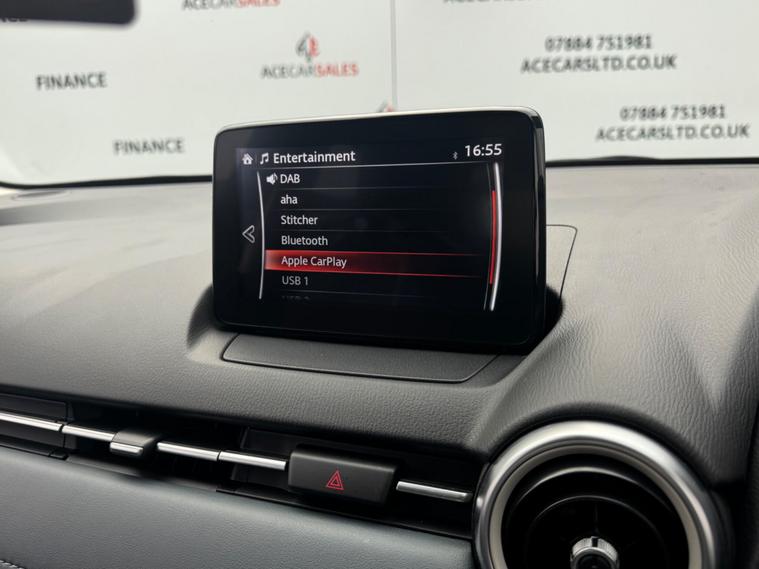 ACECARSALES
FINANCE
ACECARSALES
07884 751981
ACECARSLTD.CO.UK
FINANCE
07884 751981
ACECARSLTD.CO.UK
Entertainment
16:55
DAB
aha
Stitcher
Bluetooth
Apple CarPlay
USB 1